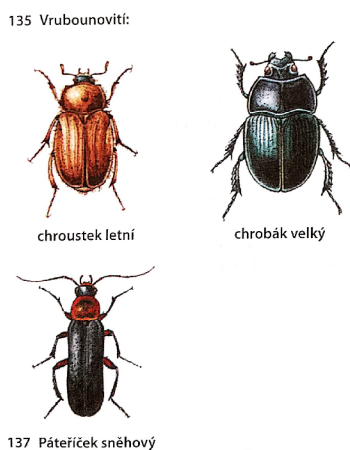 135 Vrubounovití:
chroustek letní
chrobák velký
137 Páteříček sněhový